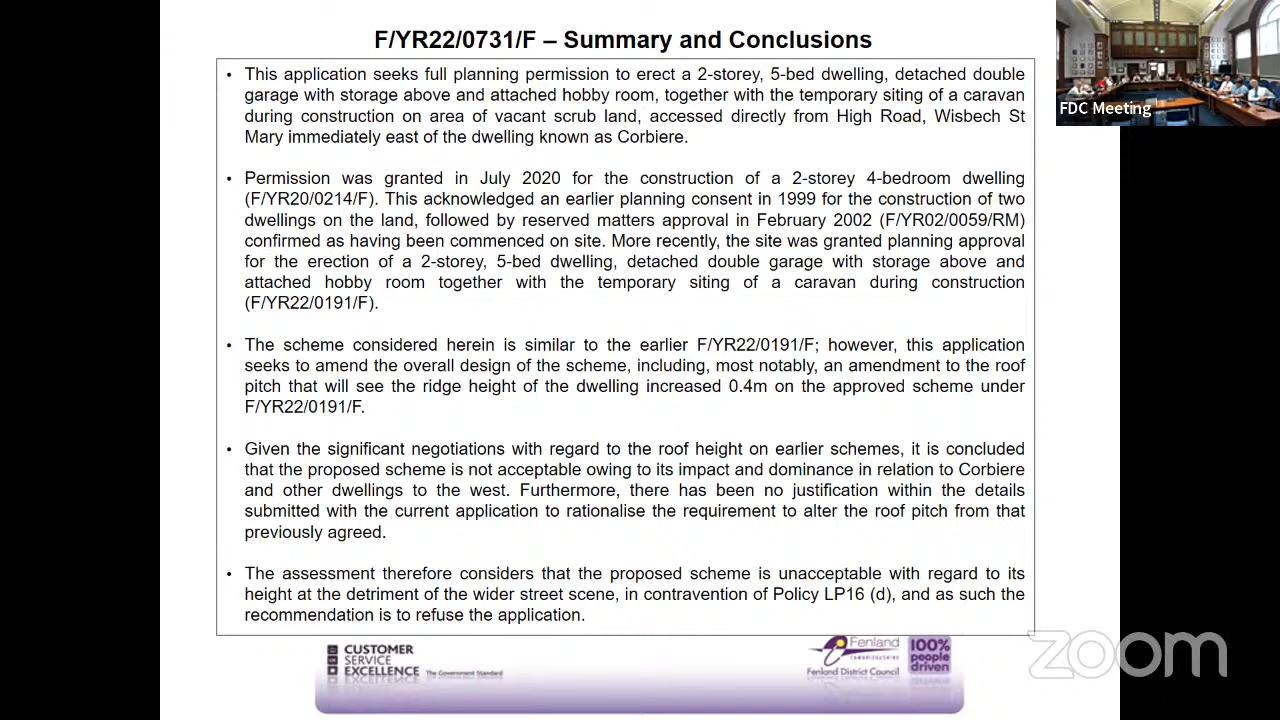 F/YR22/0731/F – Summary and Conclusions
• This application seeks full planning permission to erect a 2-storey, 5-bed dwelling, detached double
garage with storage above and attached hobby room, together with the temporary siting of a caravan
during construction on area of vacant scrub land, accessed directly from High Road, Wisbech St
Mary immediately east of the dwelling known as Corbiere.
• Permission was granted in July 2020 for the construction of a 2-storey 4-bedroom dwelling
(F/YR20/0214/F). This acknowledged an earlier planning consent in 1999 for the construction of two
dwellings on the land, followed by reserved matters approval in February 2002 (F/YR02/0059/RM)
confirmed as having been commenced on site. More recently, the site was granted planning approval
for the erection of a 2-storey, 5-bed dwelling, detached double garage with storage above and
attached hobby room together with the temporary siting of a caravan during construction
(F/YR22/0191/F).
• The scheme considered herein is similar to the earlier F/YR22/0191/F; however, this application
seeks to amend the overall design of the scheme, including, most notably, an amendment to the roof
pitch that will see the ridge height of the dwelling increased 0.4m on the approved scheme under
F/YR22/0191/F.
• Given the significant negotiations with regard to the roof height on earlier schemes, it is concluded
that the proposed scheme is not acceptable owing to its impact and dominance in relation to Corbiere
and other dwellings to the west. Furthermore, there has been no justification within the details
submitted with the current application to rationalise the requirement to alter the roof pitch from that
previously agreed.
• The assessment therefore considers that the proposed scheme is unacceptable with regard to its
height at the detriment of the wider street scene, in contravention of Policy LP16 (d), and as such the
recommendation is to refuse the application.
FDC Meeting
CUSTOMER
SERVICE
EXCELLENCE
The Government Standard
Fenland
CAMBRIDGESHIRE
Fenland District Council
100%
people
driven
zoom